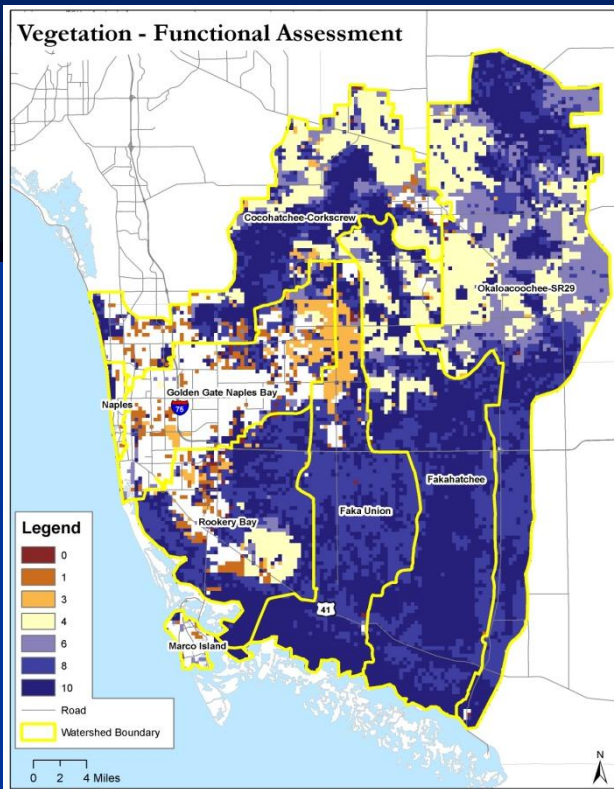 Vegetation - Functional Assessment
Cocohatchee-Corkscrew
Okaloacoochee-SR29
Golden Gate Naples Bay
Naples
75
Fakahatchee
Faka Union
Rookery Bay
41
Marco Island
Legend
0
1
3
4
6
8
10
Road
Watershed Boundary
0 2 4 Miles
N